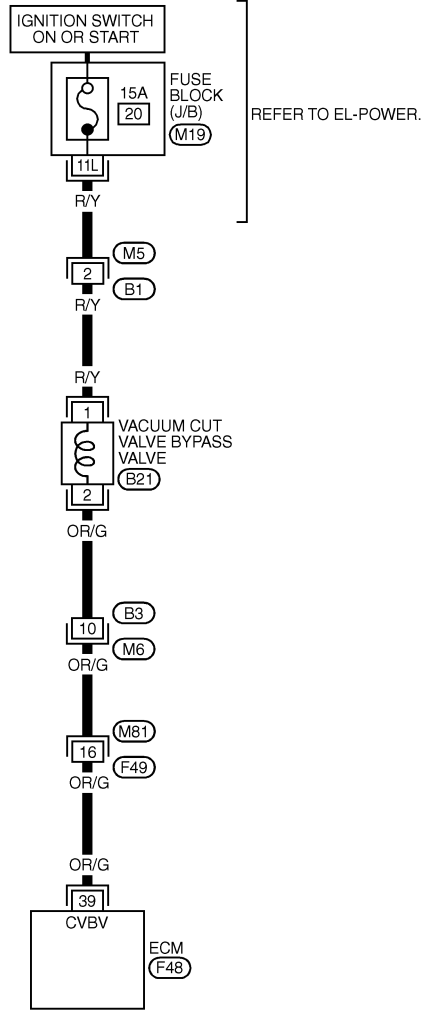 IGNITION SWITCH
ON OR START
15A
20
FUSE
BLOCK
(J/B)
M19
REFER TO EL-POWER.
11L
R/Y
M5
2
B1
R/Y
R/Y
1
VACUUM CUT
VALVE BYPASS
VALVE
B21
2
OR/G
B3
10
M6
OR/G
M81
16
F49
OR/G
OR/G
39
CVBV
ECM
F48